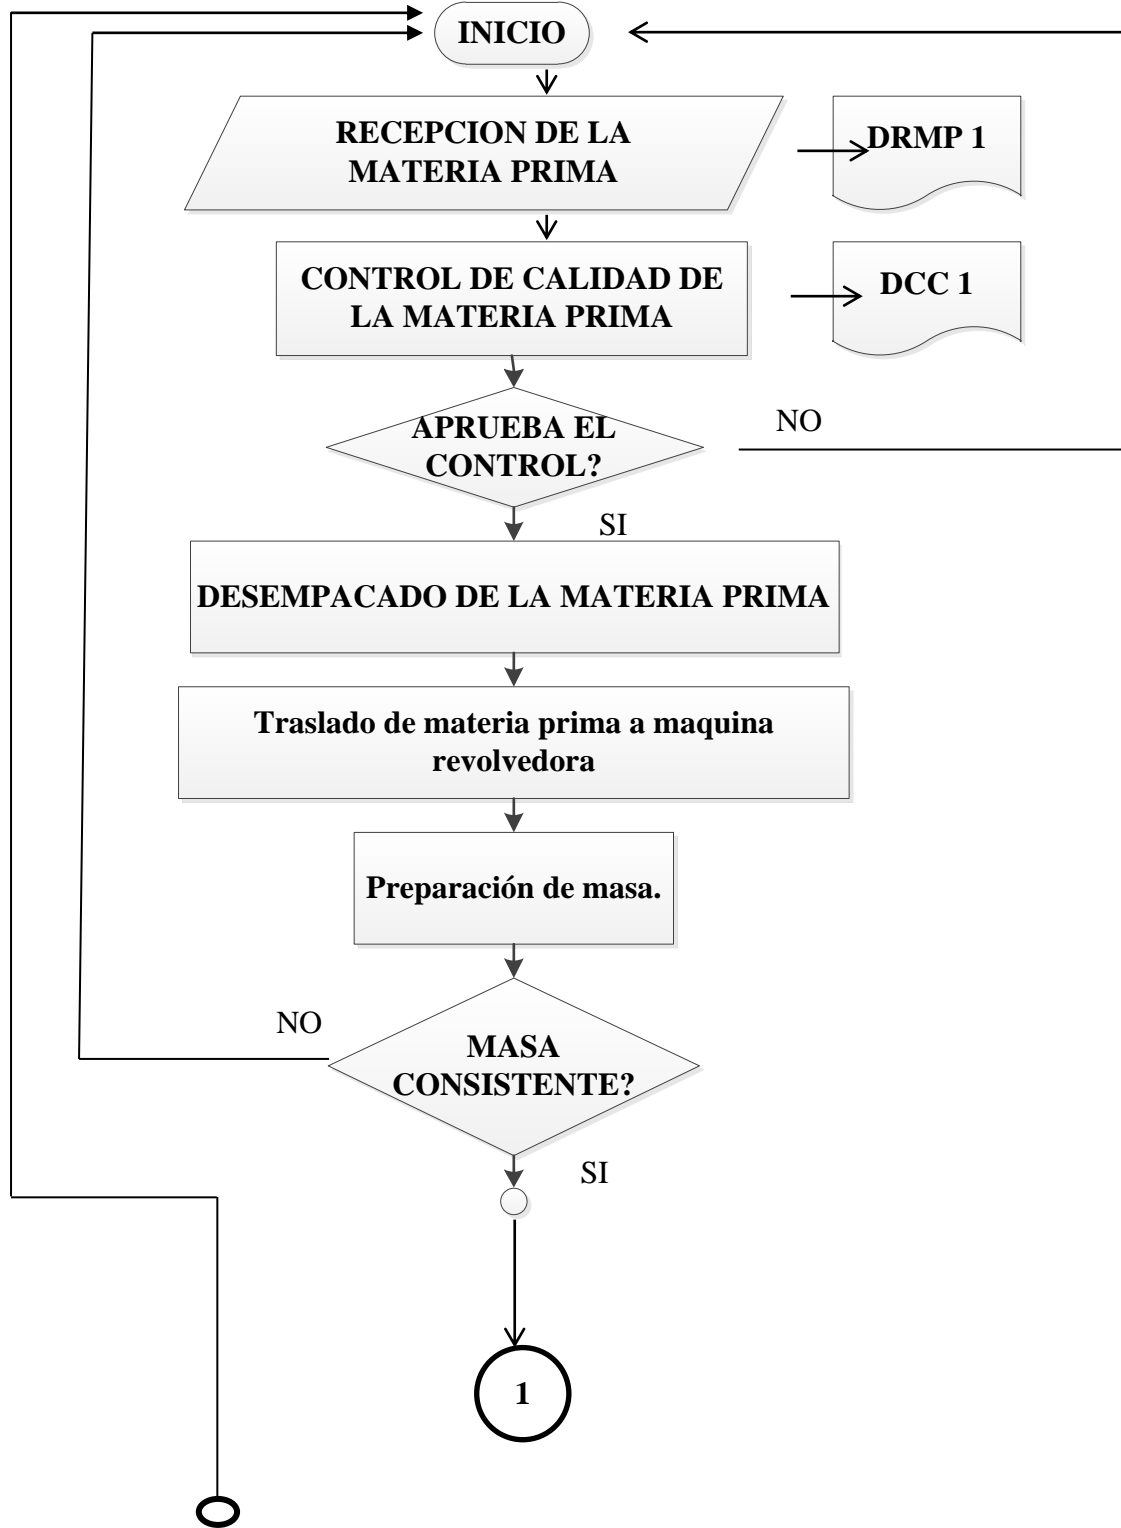 INICIO
RECEPCION DE LA
MATERIA PRIMA
DRMP 1
CONTROL DE CALIDAD DE
LA MATERIA PRIMA
DCC 1
APRUEBA EL
CONTROL?
NO
SI
DESEMPACADO DE LA MATERIA PRIMA
Traslado de materia prima a maquina
revolvedora
Preparación de masa.
NO
MASA
CONSISTENTE?
SI
1